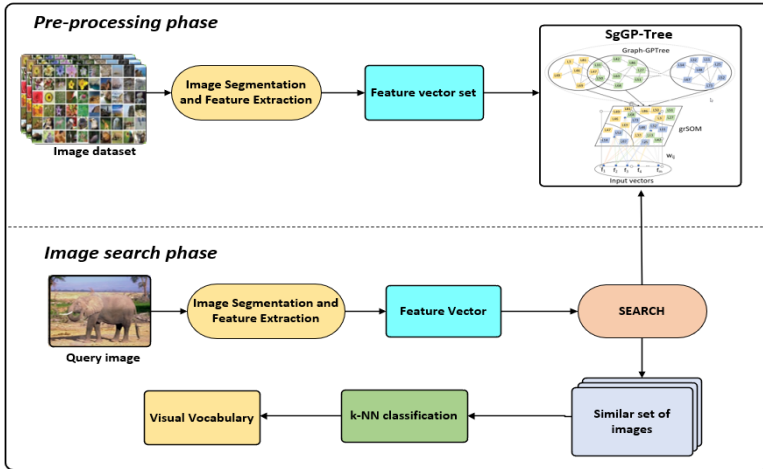 Pre-processing phase
SgGP-Tree
Graph-GPTree
Image Segmentation
and Feature Extraction
Feature vector set
Image dataset
grSOM
Input vectors
Image search phase
Image Segmentation and
Feature Extraction
Feature Vector
SEARCH
Query image
Visual Vocabulary
k-NN classification
Similar set of
images